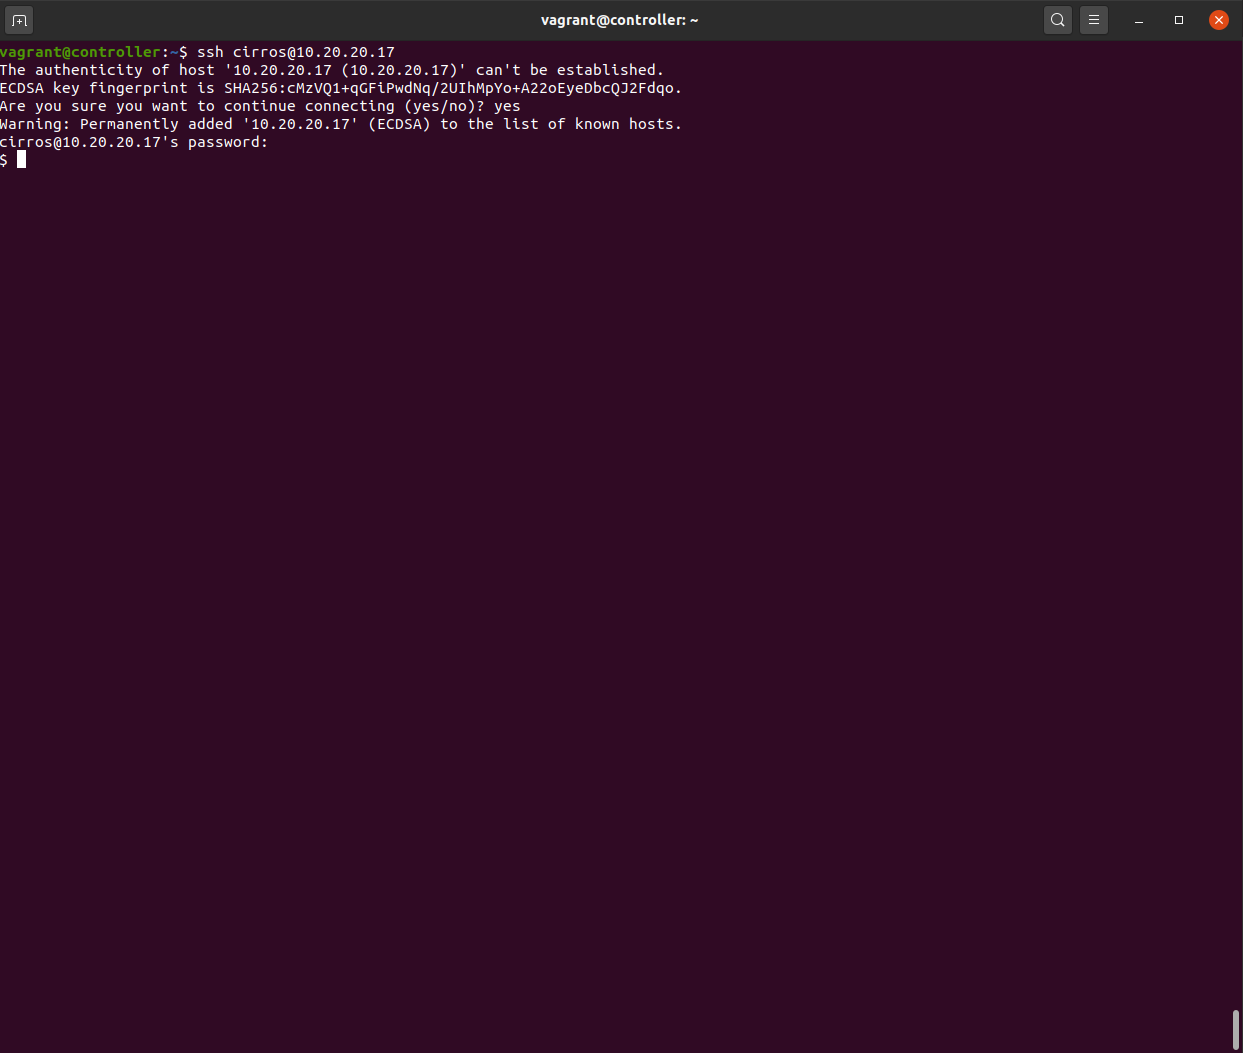 vagrant@controller: ~
vagrant@controller:~$ ssh cirros@10.20.20.17
The authenticity of host '10.20.20.17 (10.20.20.17)' can't be established.
ECDSA key fingerprint is SHA256:cMzVQ1+qGFiPwdNq/2UIhMpYo+A22oEyeDbcQJ2Fdqo.
Are you sure you want to continue connecting (yes/no)? yes
Warning: Permanently added '10.20.20.17' (ECDSA) to the list of known hosts.
cirros@10.20.20.17's password:
$